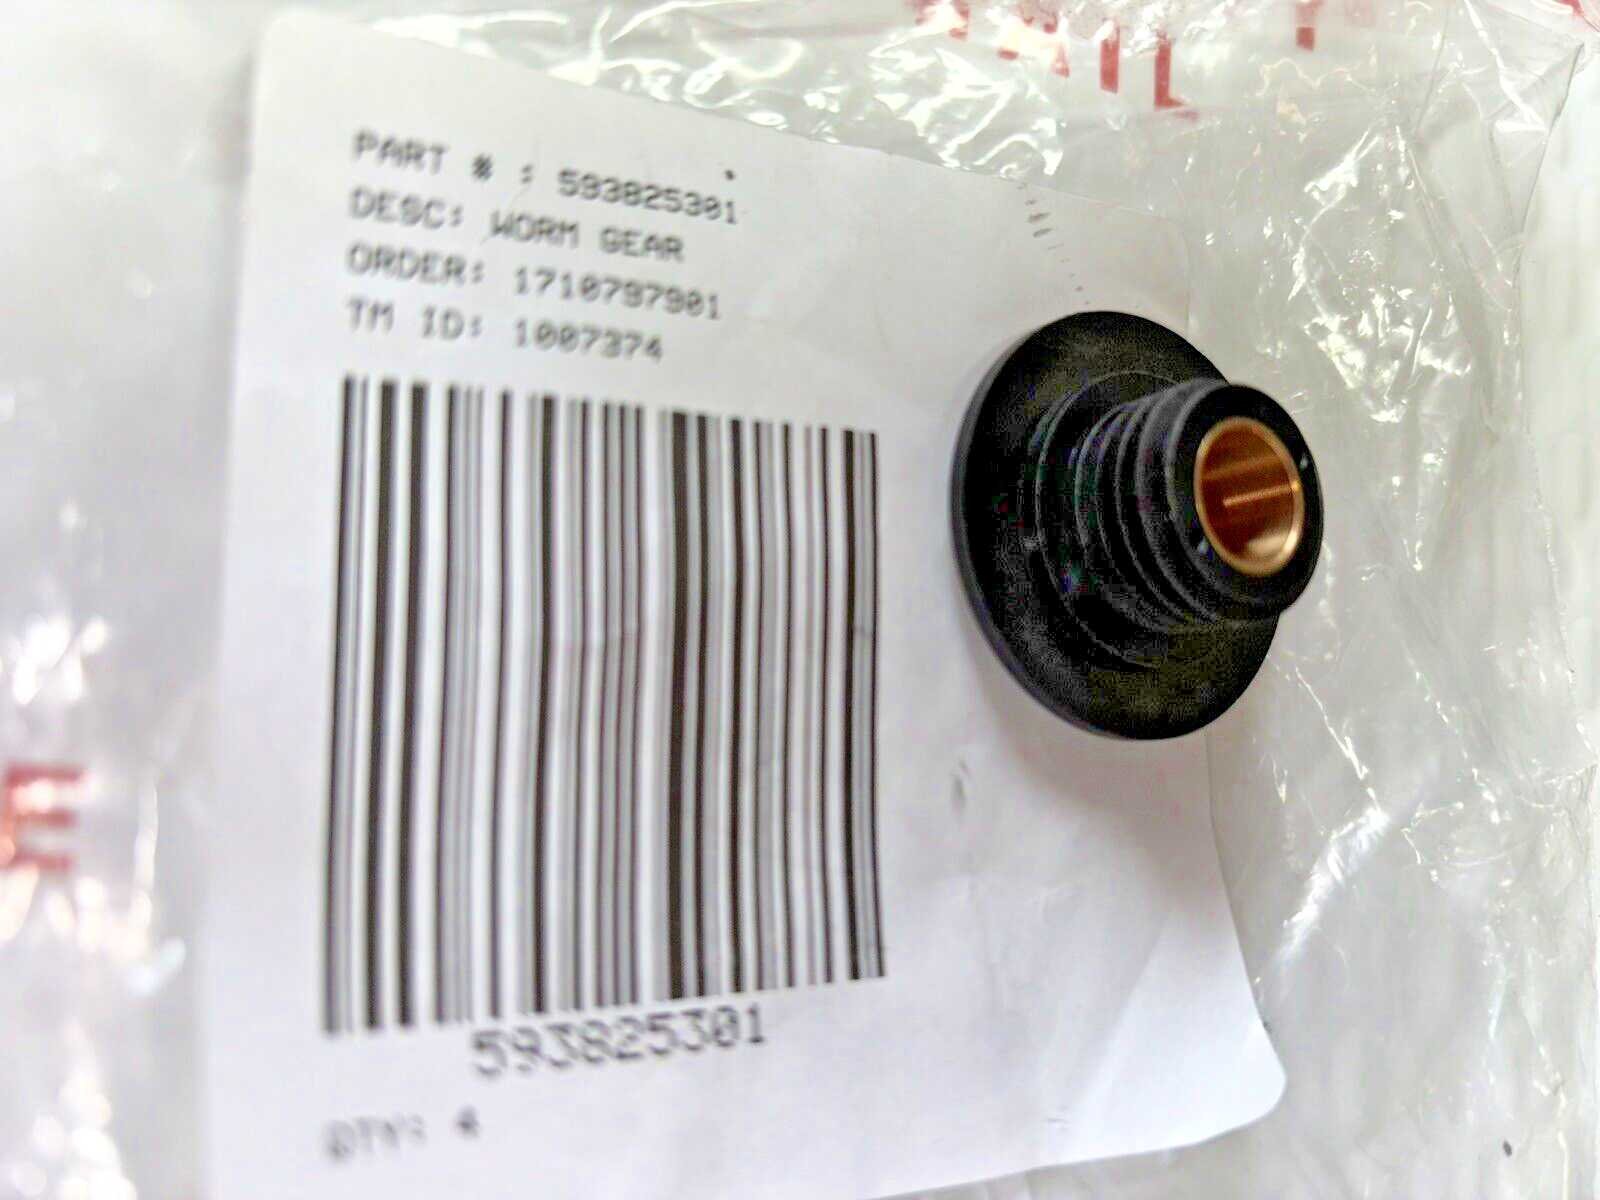 PART # : 593825301
DESC: WORM GEAR
ORDER: 1710797901
TM ID: 1007374
593825301
QTY: 4
E